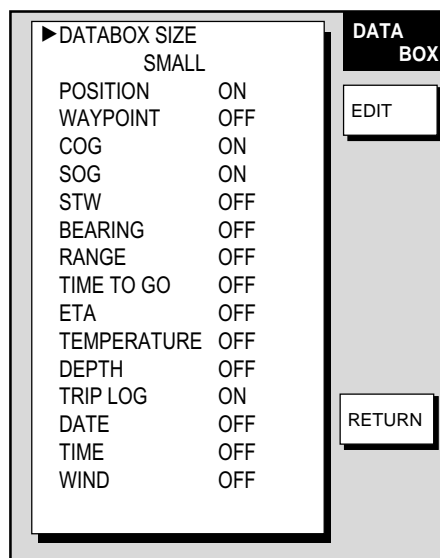 ▶DATABOX SIZE
SMALL
POSITION ON
WAYPOINT OFF
COG ON
SOG ON
STW OFF
BEARING OFF
RANGE OFF
TIME TO GO OFF
ETA OFF
TEMPERATURE OFF
DEPTH OFF
TRIP LOG ON
DATE OFF
TIME OFF
WIND OFF
DATA
BOX
EDIT
RETURN